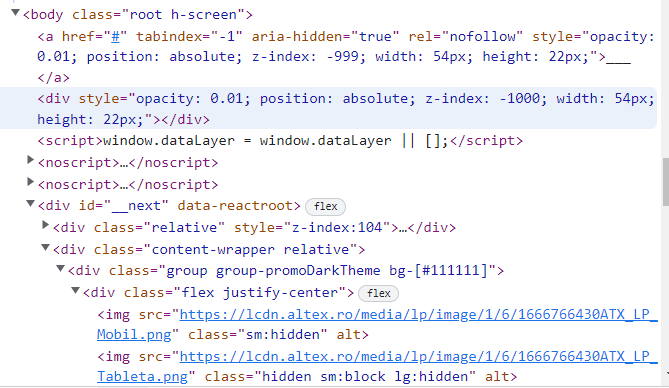 <body class="root h-screen">
<a href="#" tabindex="-1" aria-hidden="true" rel="nofollow" style="opacity:
0.01; position: absolute; z-index: -999; width: 54px; height: 22px;">___
</a>
<div style="opacity: 0.01; position: absolute; z-index: -1000; width: 54px;
height: 22px;"></div>
<script>window.dataLayer = window.dataLayer || [];</script>
<noscript>…</noscript>
<noscript>…</noscript>
<div id="__next" data-reactroot> flex
<div class="relative" style="z-index:104">…</div>
<div class="content-wrapper relative">
<div class="group group-promoDarkTheme bg-[#111111]">
<div class="flex justify-center"> flex
<img src="https://lcdn.altex.ro/media/lp/image/1/6/1666766430ATX_LP_
Mobil.png" class="sm:hidden" alt>
<img src="https://lcdn.altex.ro/media/lp/image/1/6/1666766430ATX_LP_
Tableta.png" class="hidden sm:block lg:hidden" alt>